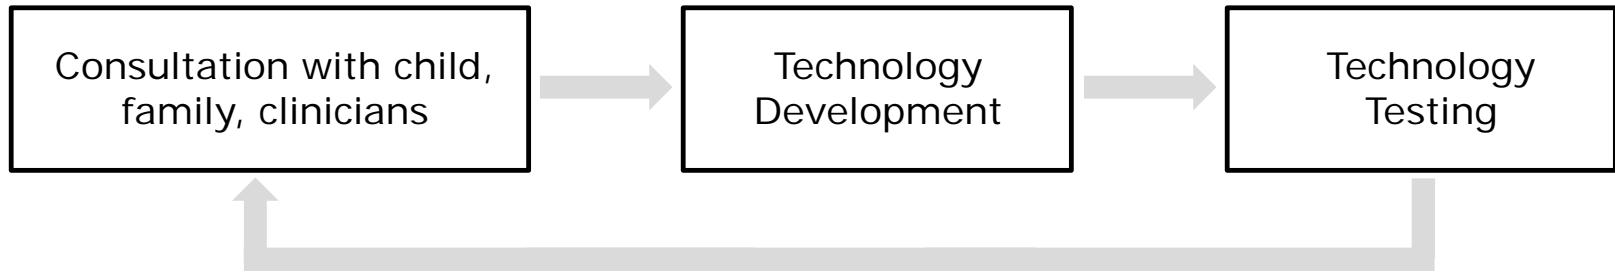 Consultation with child,
family, clinicians
Technology
Development
Technology
Testing